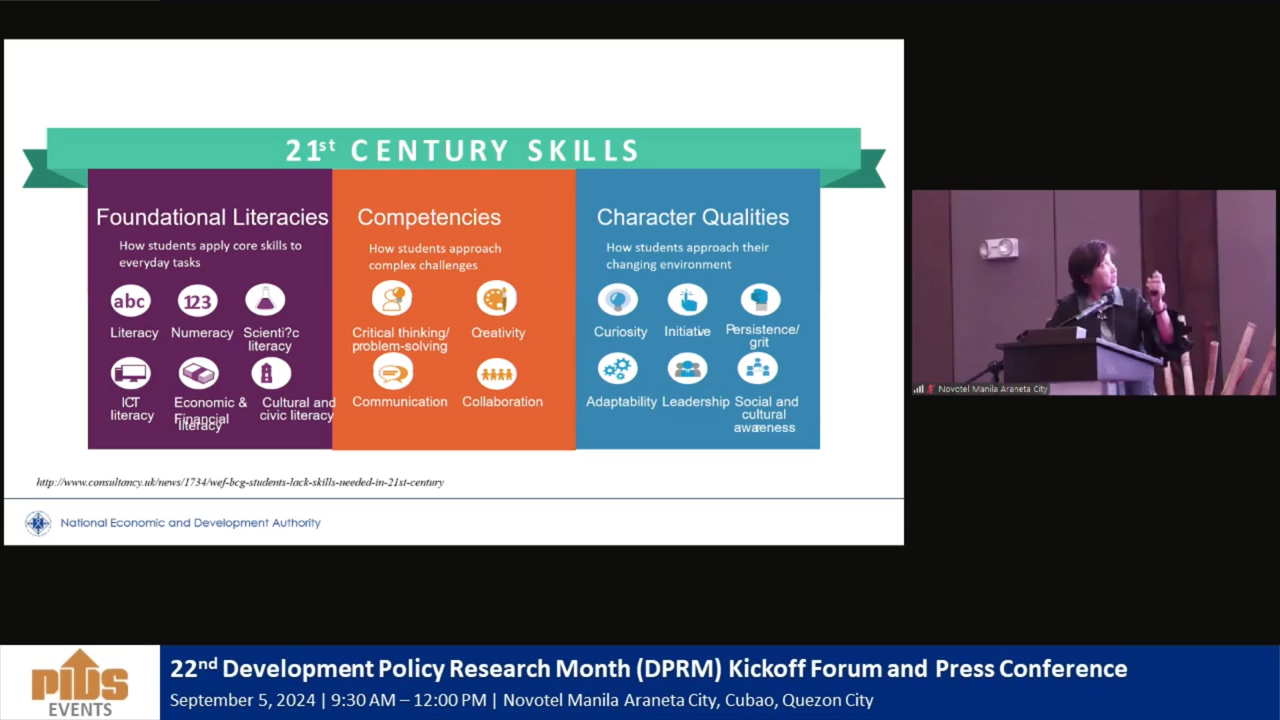 21st CENTURY SKILLS
Foundational Literacies
How students apply core skills to
everyday tasks
abc
123
Literacy
Numeracy
Scienti?c
literacy
ICT
literacy
Economic &
Financial
literacy
Cultural and
civic literacy
Competencies
How students approach
complex challenges
Critical thinking/
problem-solving
Creativity
Communication
Collaboration
Character Qualities
How students approach their
changing environment
Curiosity
Initiative
Persistence/
grit
Adaptability
Leadership
Social and
cultural
awareness
http://www.consultancy.uk/news/1734/wef-bcg-students-lack-skills-needed-in-21st-century
National Economic and Development Authority
Novotel Manila Araneta City
pids
EVENTS
22nd Development Policy Research Month (DPRM) Kickoff Forum and Press Conference
September 5, 2024 | 9:30 AM – 12:00 PM | Novotel Manila Araneta City, Cubao, Quezon City